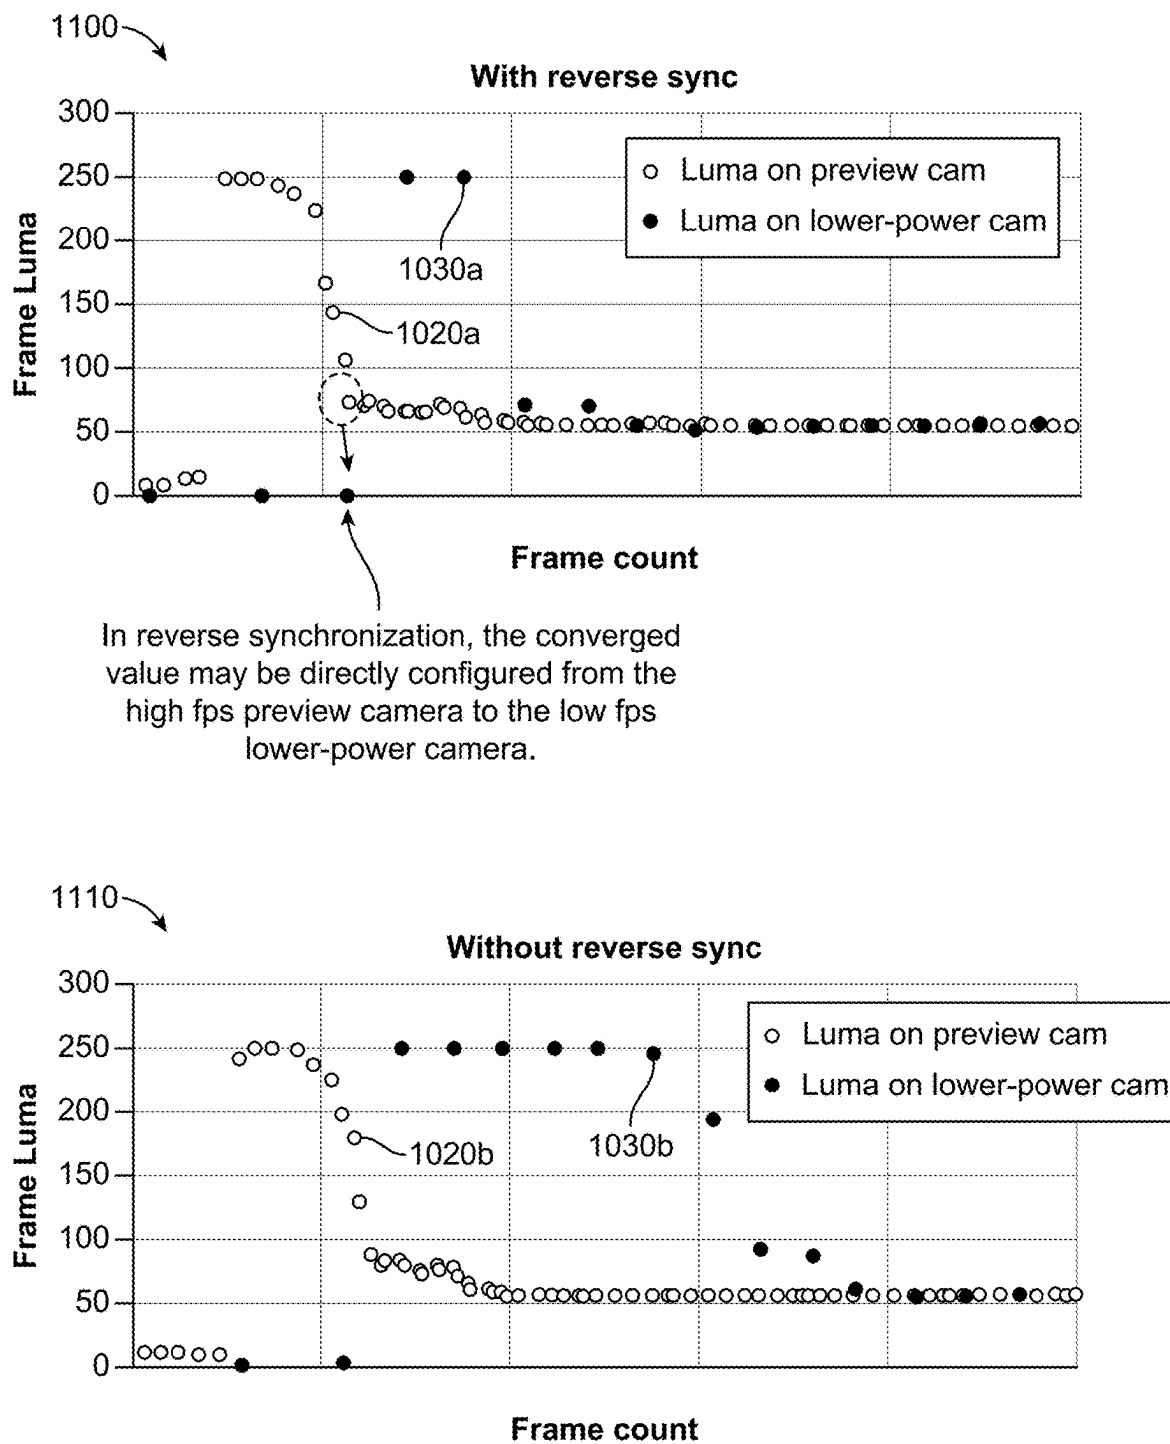 1100
With reverse sync
300
250
200
150
100
50
0
Frame Luma
Luma on preview cam
Luma on lower-power cam
1030a
1020a
Frame count
In reverse synchronization, the converged
value may be directly configured from the
high fps preview camera to the low fps
lower-power camera.
1110
Without reverse sync
300
250
200
150
100
50
0
Frame Luma
Luma on preview cam
Luma on lower-power cam
1020b
1030b
Frame count